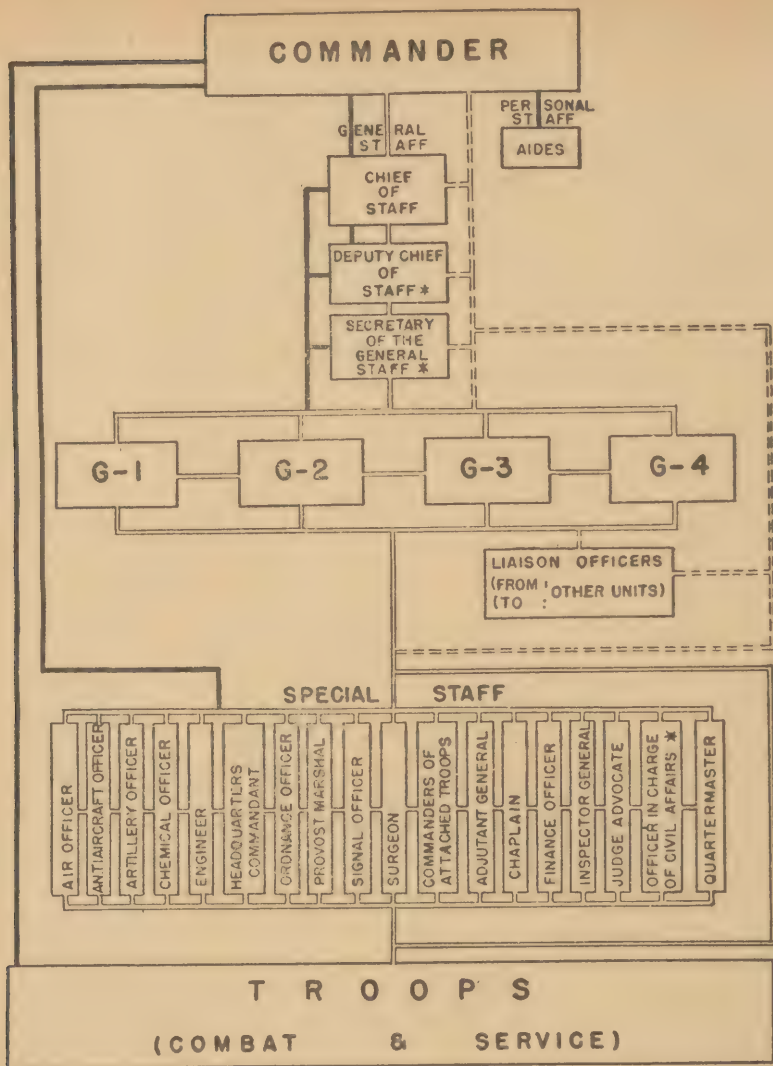 COMMANDER
PERSONAL
STAFF
GENERAL
STAFF
AIDES
CHIEF
OF
STAFF
DEPUTY CHIEF
OF
STAFF *
SECRETARY
OF THE
GENERAL
STAFF *
G-1
G-2
G-3
G-4
LIAISON OFFICERS
(FROM : OTHER UNITS)
(TO :
SPECIAL STAFF
AIR OFFICER
ANTIAIRCRAFT OFFICER
ARTILLERY OFFICER
CHEMICAL OFFICER
ENGINEER
HEADQUARTERS
COMMANDANT
ORDNANCE OFFICER
PROVOST MARSHAL
SIGNAL OFFICER
SURGEON
COMMANDERS OF
ATTACHED TROOPS
ADJUTANT GENERAL
CHAPLAIN
FINANCE OFFICER
INSPECTOR GENERAL
JUDGE ADVOCATE
OFFICER IN CHARGE
OF CIVIL AFFAIRS *
QUARTERMASTER
TROOPS
(COMBAT & SERVICE)